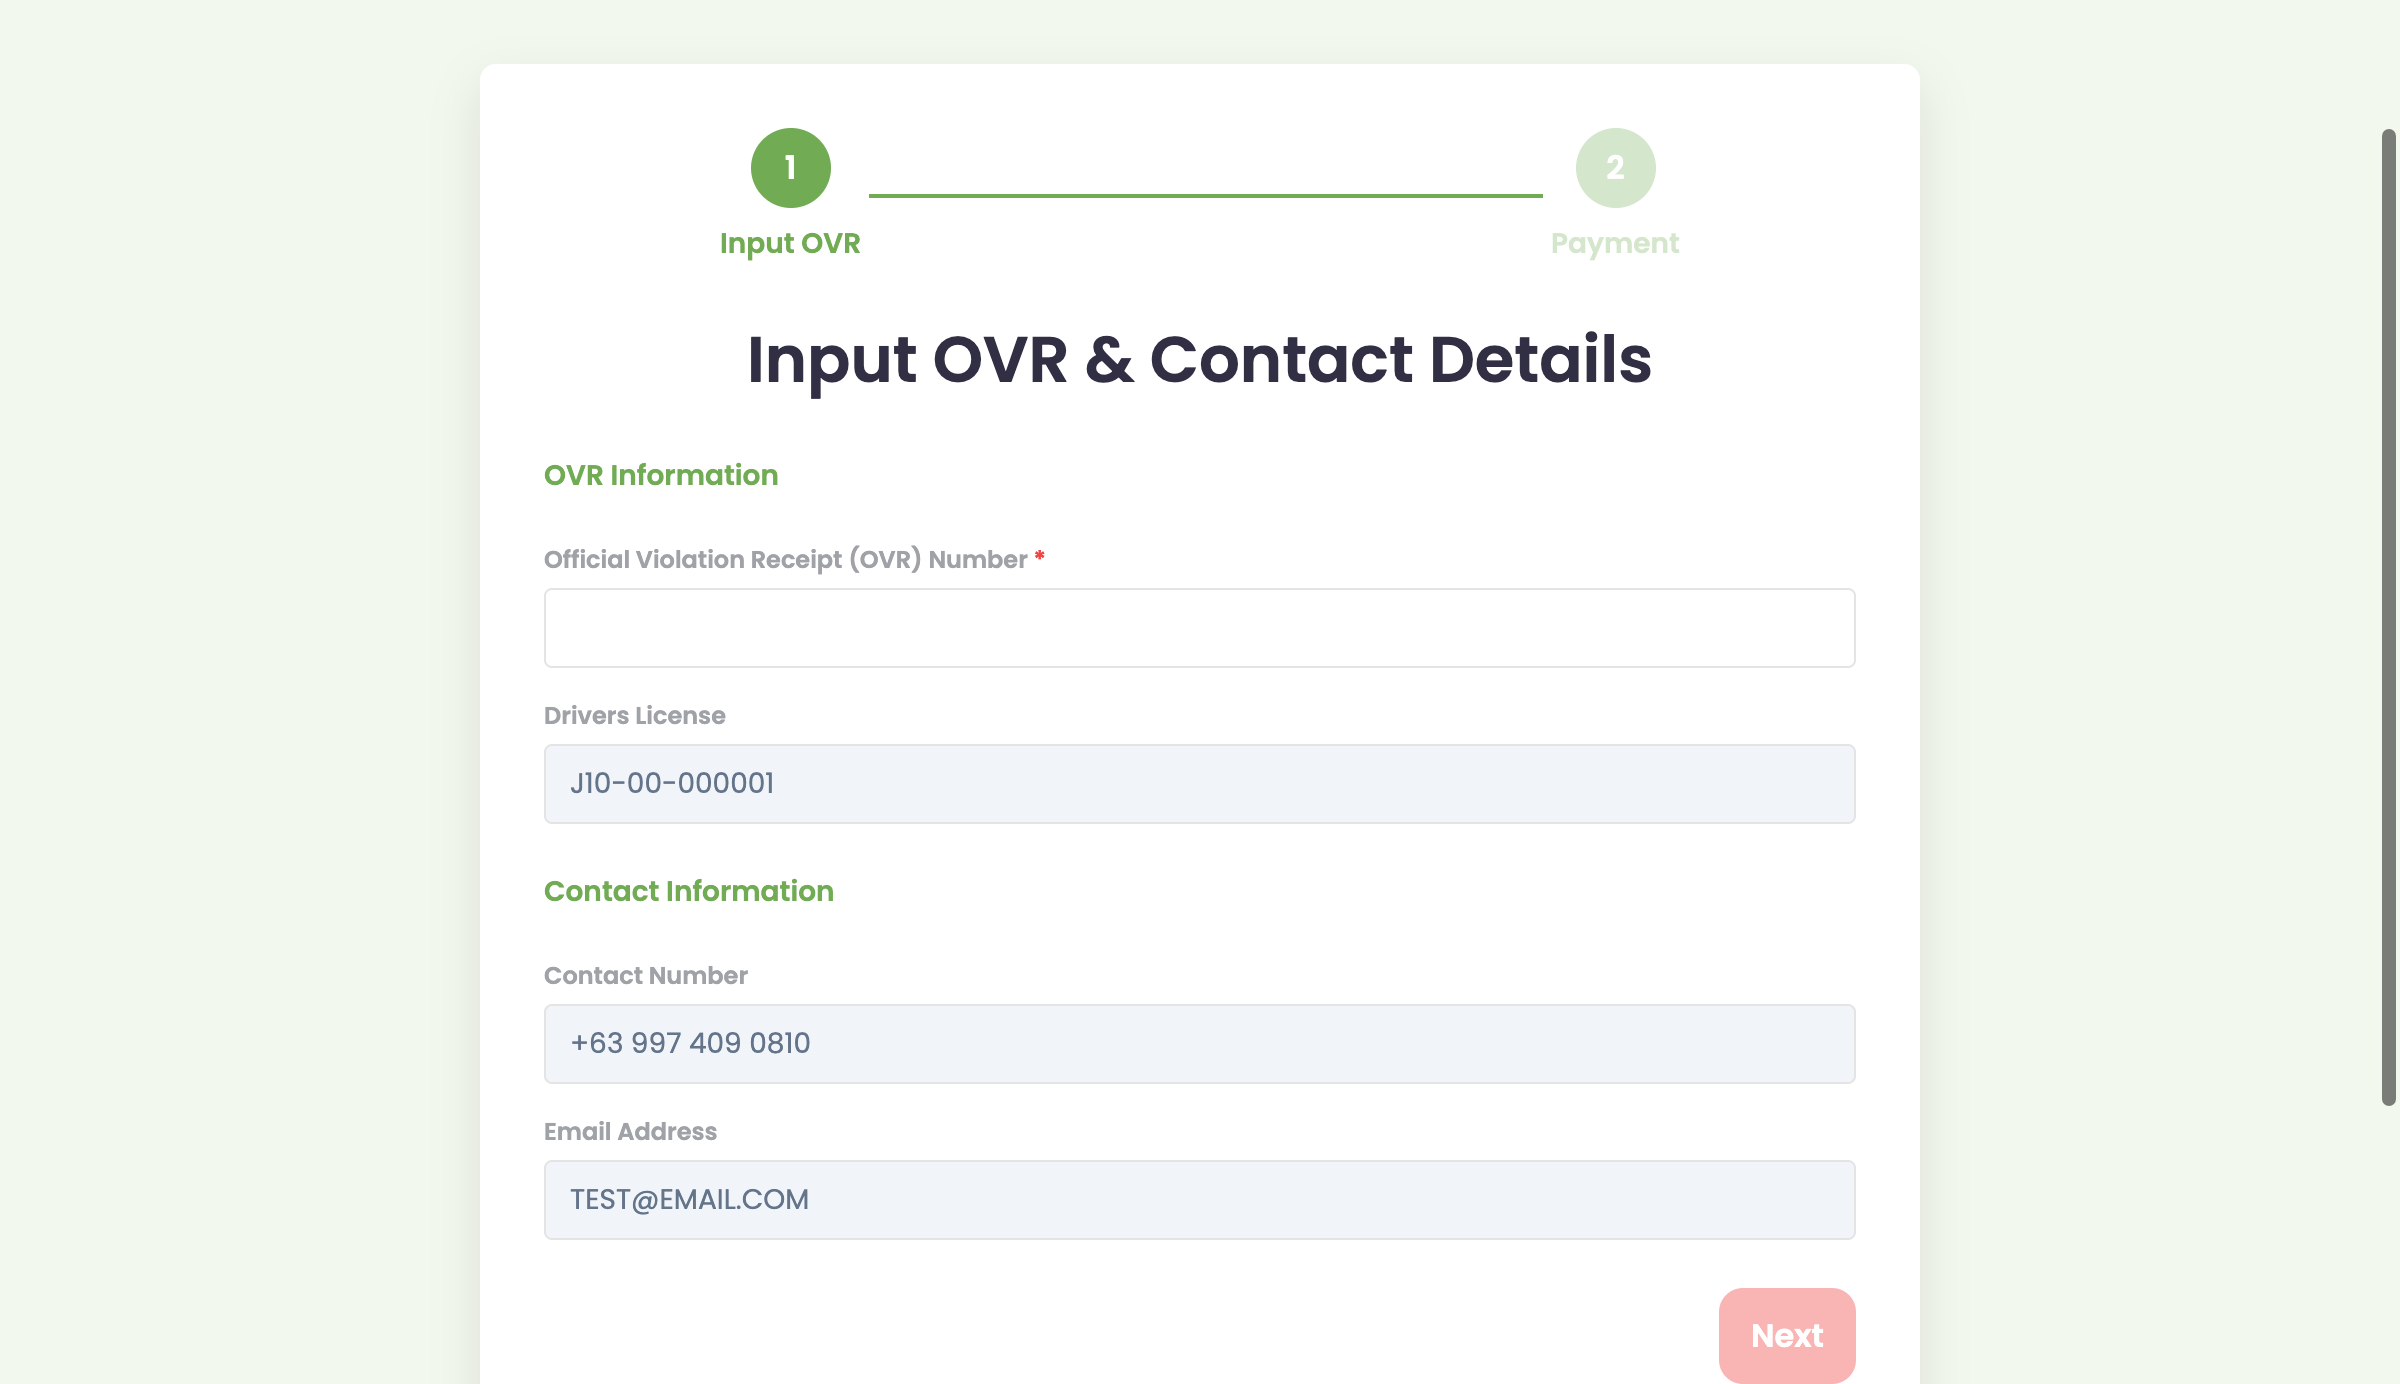 1
2
Input OVR
Payment
Input OVR & Contact Details
OVR Information
Official Violation Receipt (OVR) Number *
Drivers License
J10-00-000001
Contact Information
Contact Number
+63 997 409 0810
Email Address
TEST@EMAIL.COM
Next